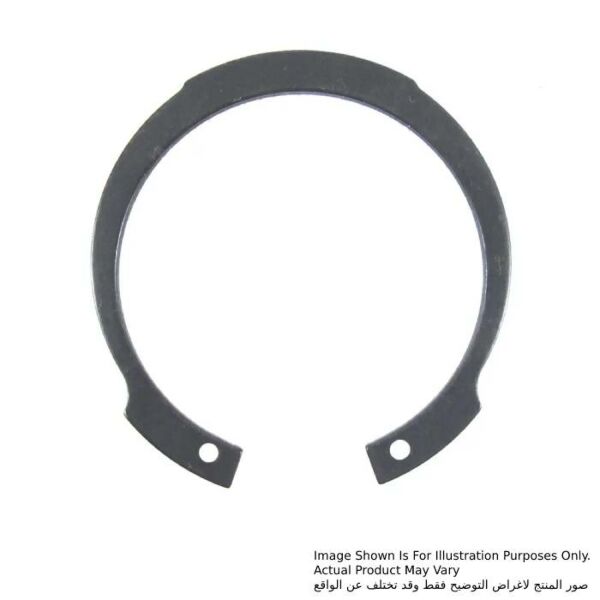 Image Shown Is For Illustration Purposes Only.
Actual Product May Vary
صور المنتج لاغراض التوضيح فقط وقد تختلف عن الواقع